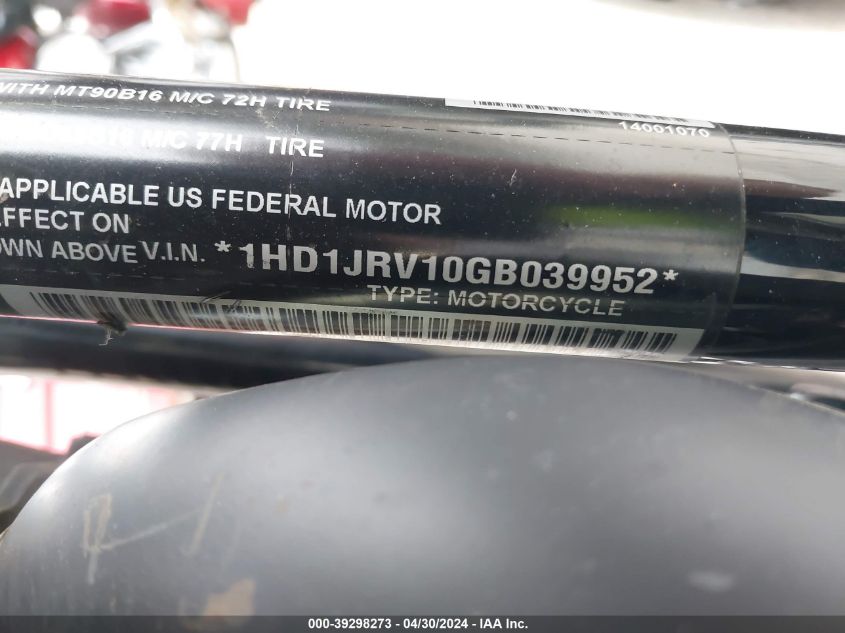 WITH MT90B16 M/C 72H TIRE
14001070
M/C 77H TIRE
APPLICABLE US FEDERAL MOTOR
EFFECT ON
OWN ABOVE V.I.N. *1HD1JRV10GB039952*
TYPE: MOTORCYCLE
000-39298273 - 04/30/2024 - IAA Inc.